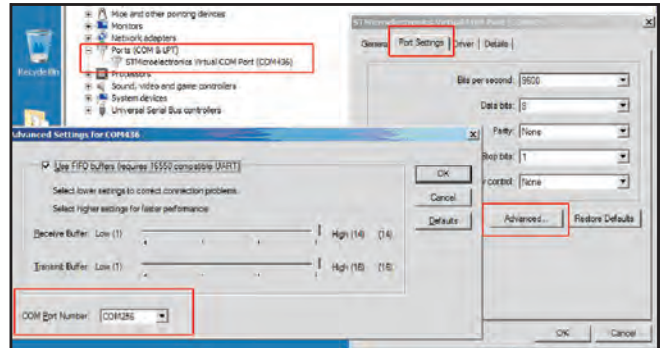 Mice and other pointing devices
Monitors
Network adapters
Ports (COM & LPT)
STMicroelectronics Virtual COM Port (COM436)
Processors
Sound, video and game controllers
System devices
Universal Serial Bus controllers
Recycle Bin
STMicroelectronics Virtual COM Port
General
Port Settings
Driver
Details
Bits per second: 9600
Data bits: 8
Parity: None
Stop bits: 1
control: None
Advanced...
Restore Defaults
OK
Cancel
Advanced Settings for COM436
Use FIFO buffers (requires 16550 compatible UART)
Select lower settings to correct connection problems.
Select higher settings for faster performance.
Receive Buffer: Low (1) High (14) (14)
Transmit Buffer: Low (1) High (16) (16)
COM Port Number: COM256
OK
Cancel
Defaults